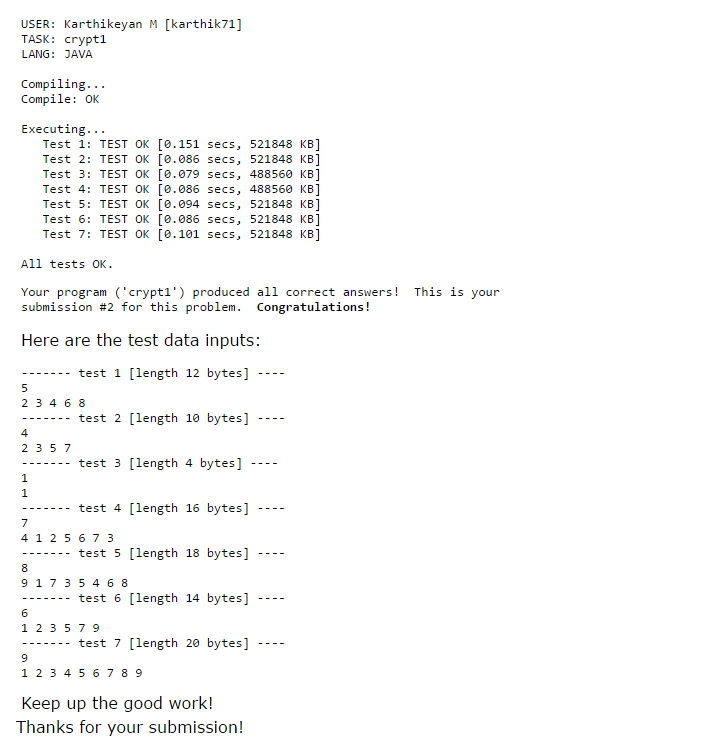 USER: Karthikeyan M [karthik71]
TASK: crypt1
LANG: JAVA
Compiling...
Compile: OK
Executing...
Test 1: TEST OK [0.151 secs, 521848 KB]
Test 2: TEST OK [0.086 secs, 521848 KB]
Test 3: TEST OK [0.079 secs, 488560 KB]
Test 4: TEST OK [0.086 secs, 488560 KB]
Test 5: TEST OK [0.094 secs, 521848 KB]
Test 6: TEST OK [0.086 secs, 521848 KB]
Test 7: TEST OK [0.101 secs, 521848 KB]
All tests OK.
Your program ('crypt1') produced all correct answers!  This is your
submission #2 for this problem.  Congratulations!
Here are the test data inputs:
------- test 1 [length 12 bytes] ----
5
2 3 4 6 8
------- test 2 [length 10 bytes] ----
4
2 3 5 7
------- test 3 [length 4 bytes] ----
1
1
------- test 4 [length 16 bytes] ----
7
4 1 2 5 6 7 3
------- test 5 [length 18 bytes] ----
8
9 1 7 3 5 4 6 8
------- test 6 [length 14 bytes] ----
6
1 2 3 5 7 9
------- test 7 [length 20 bytes] ----
9
1 2 3 4 5 6 7 8 9
Keep up the good work!
Thanks for your submission!